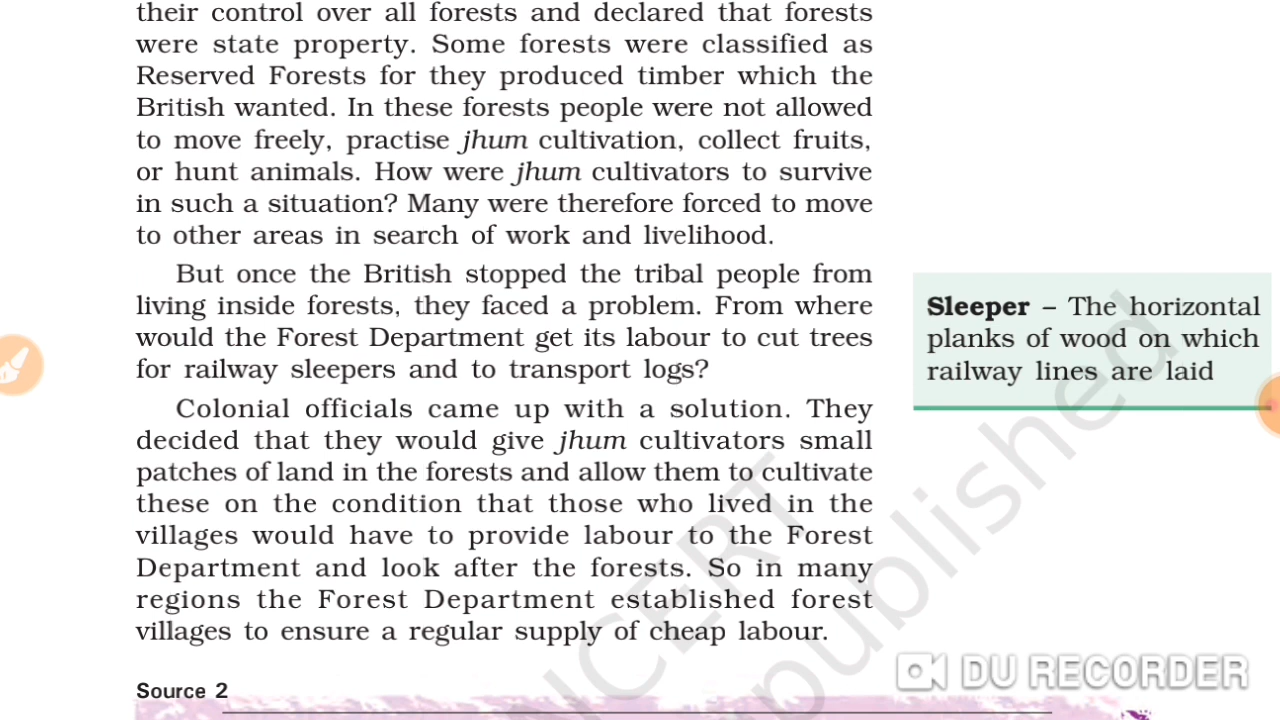 their control over all forests and declared that forests
were state property. Some forests were classified as
Reserved Forests for they produced timber which the
British wanted. In these forests people were not allowed
to move freely, practise jhum cultivation, collect fruits,
or hunt animals. How were jhum cultivators to survive
in such a situation? Many were therefore forced to move
to other areas in search of work and livelihood.
But once the British stopped the tribal people from
living inside forests, they faced a problem. From where
would the Forest Department get its labour to cut trees
for railway sleepers and to transport logs?
Colonial officials came up with a solution. They
decided that they would give jhum cultivators small
patches of land in the forests and allow them to cultivate
these on the condition that those who lived in the
villages would have to provide labour to the Forest
Department and look after the forests. So in many
regions the Forest Department established forest
villages to ensure a regular supply of cheap labour.
Source 2
Sleeper – The horizontal
planks of wood on which
railway lines are laid
NCERT
published
DU RECORDER